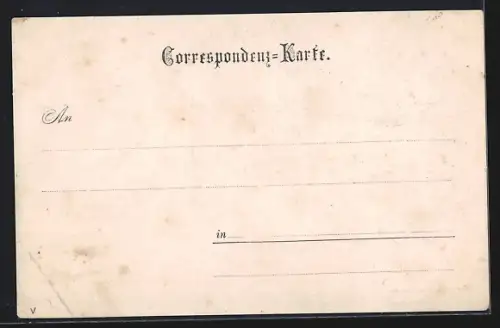 Correspondenz-Karte.
An
in
V